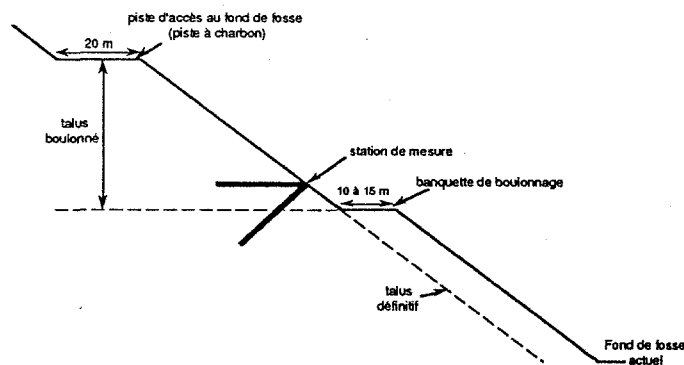 piste d'accès au fond de fosse
(piste à charbon)
20 m
talus
boulonné
station de mesure
10 à 15 m
banquette de boulonnage
talus
définitif
Fond de fosse
actuel